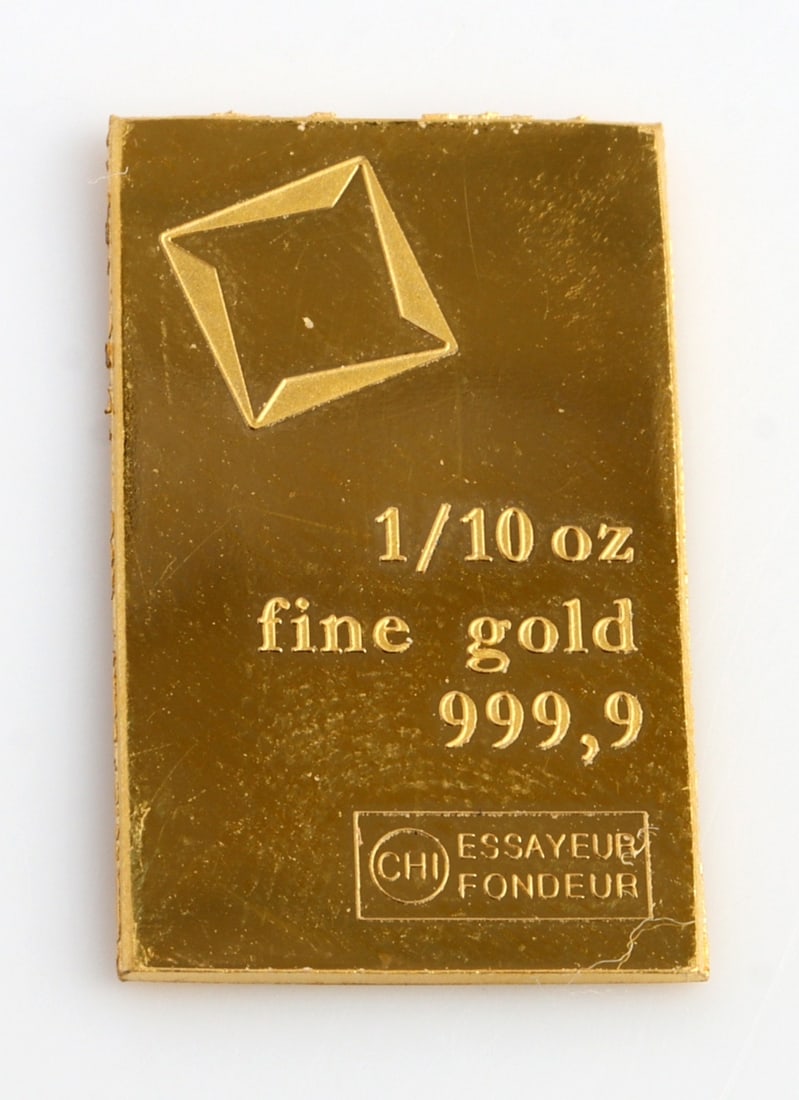 1/10 oz
fine gold
999,9
CHI
ESSAYEUR
FONDEUR